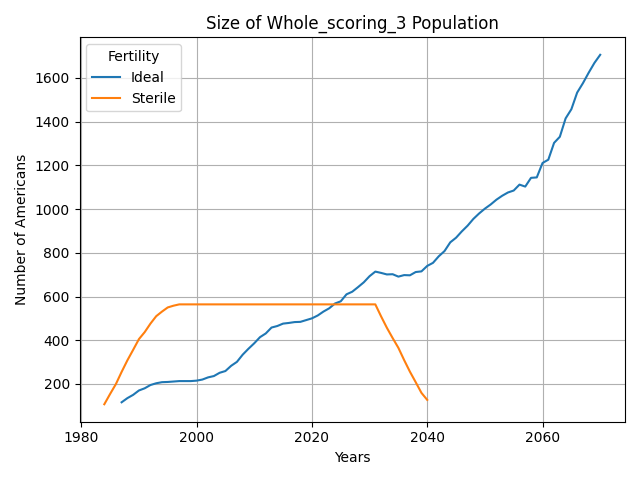 Size of Whole_scoring_3 Population
Fertility
Ideal
Sterile
Number of Americans
1600
1400
1200
1000
800
600
400
200
1980
2000
2020
2040
2060
Years